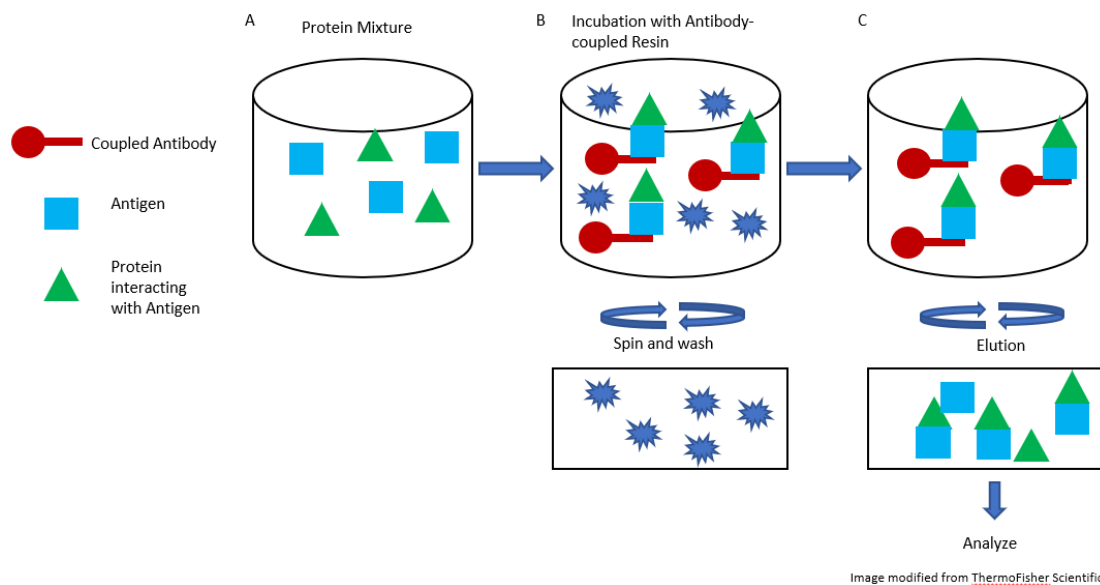 A
Protein Mixture
B
Incubation with Antibody-
coupled Resin
C
Coupled Antibody
Antigen
Protein
interacting
with Antigen
Spin and wash
Elution
Analyze
Image modified from ThermoFisher Scientific